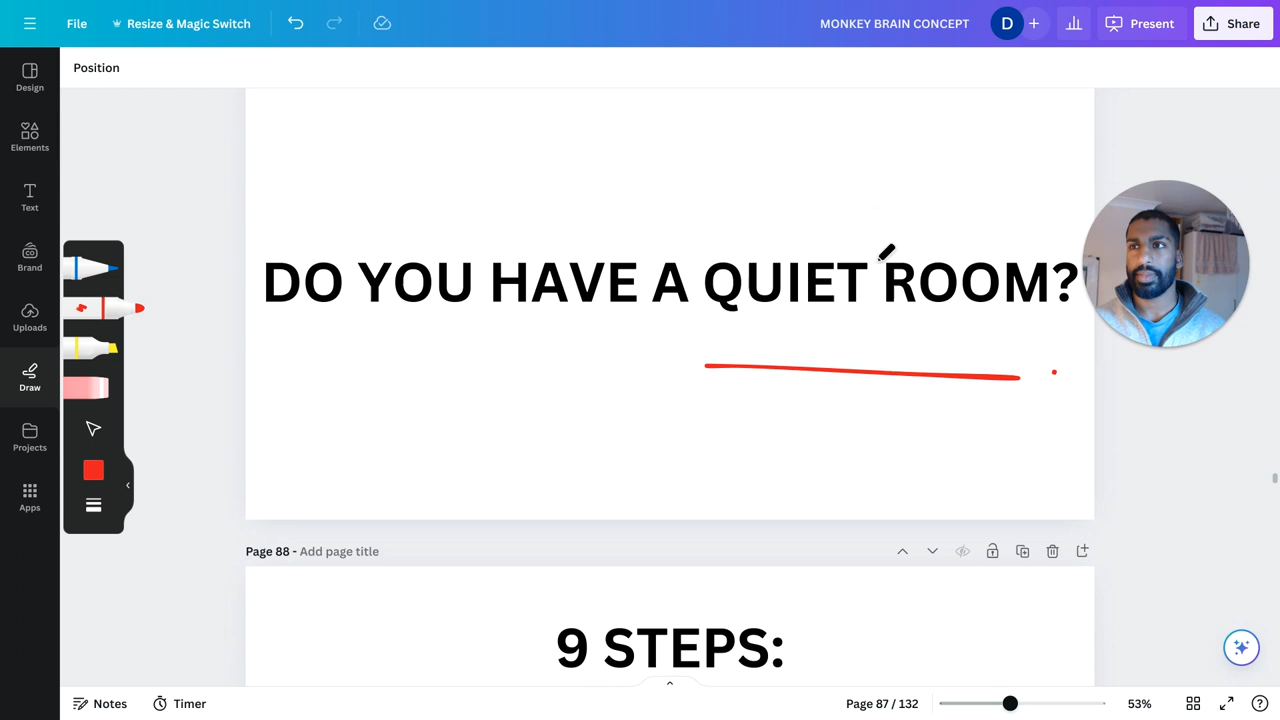 File
Resize & Magic Switch
MONKEY BRAIN CONCEPT
D
Present
Share
Position
Design
Elements
Text
Brand
Uploads
Draw
Projects
Apps
DO YOU HAVE A QUIET ROOM?
Page 88 - Add page title
9 STEPS:
Notes
Timer
Page 87 / 132
53%